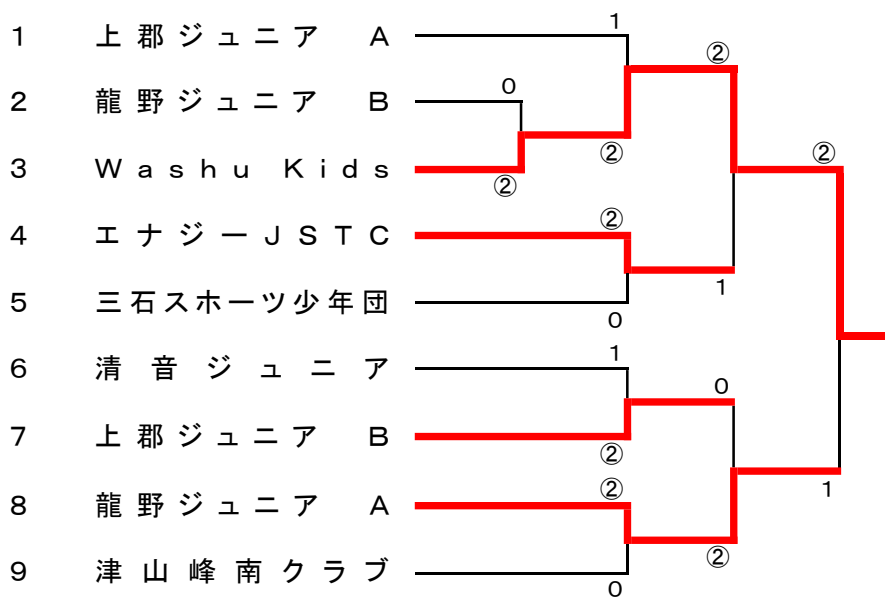 1 上郡ジュニア A
1
②
2 龍野ジュニア B
0
②
3 Washu Kids
②
②
4 エナジーJSTC
②
1
5 三石スポーツ少年団
0
6 清音ジュニア
1
0
7 上郡ジュニア B
②
8 龍野ジュニア A
②
1
②
9 津山峰南クラブ
0